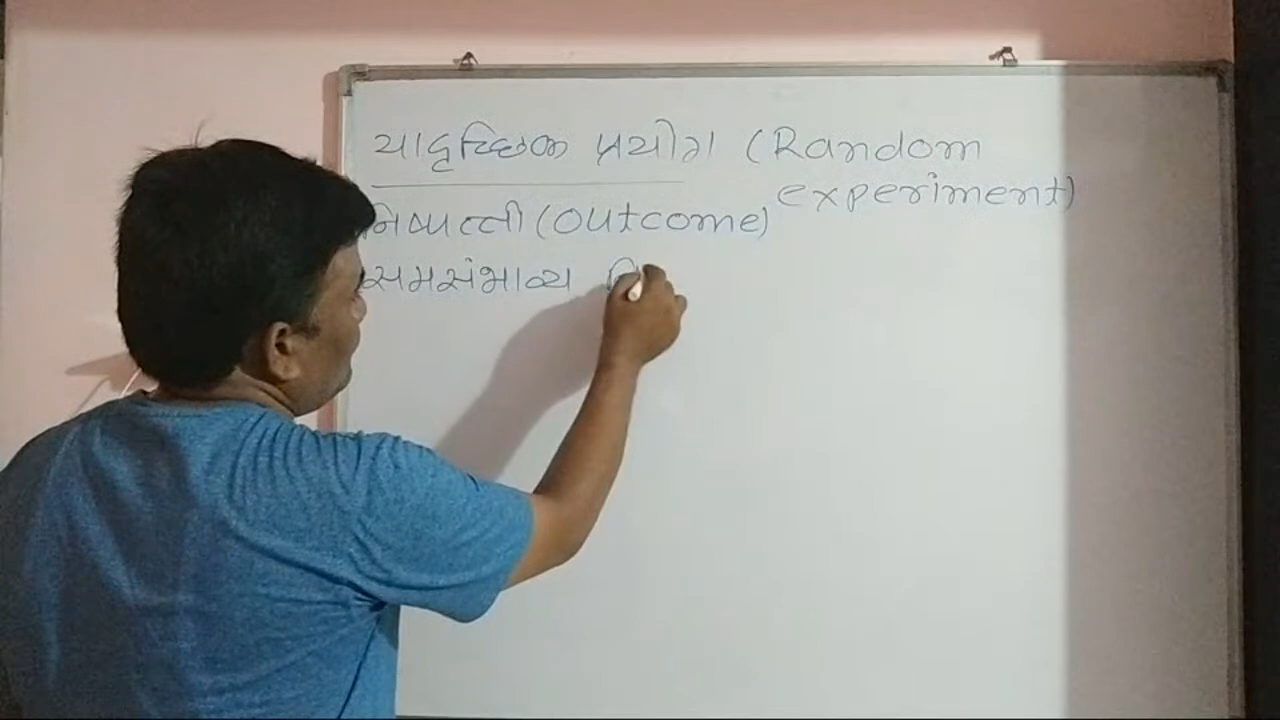 યાદૃચ્છિક પ્રયોગ (Random
experiment)
નિષ્પત્તી (outcome)
સમસંભાવ્ય